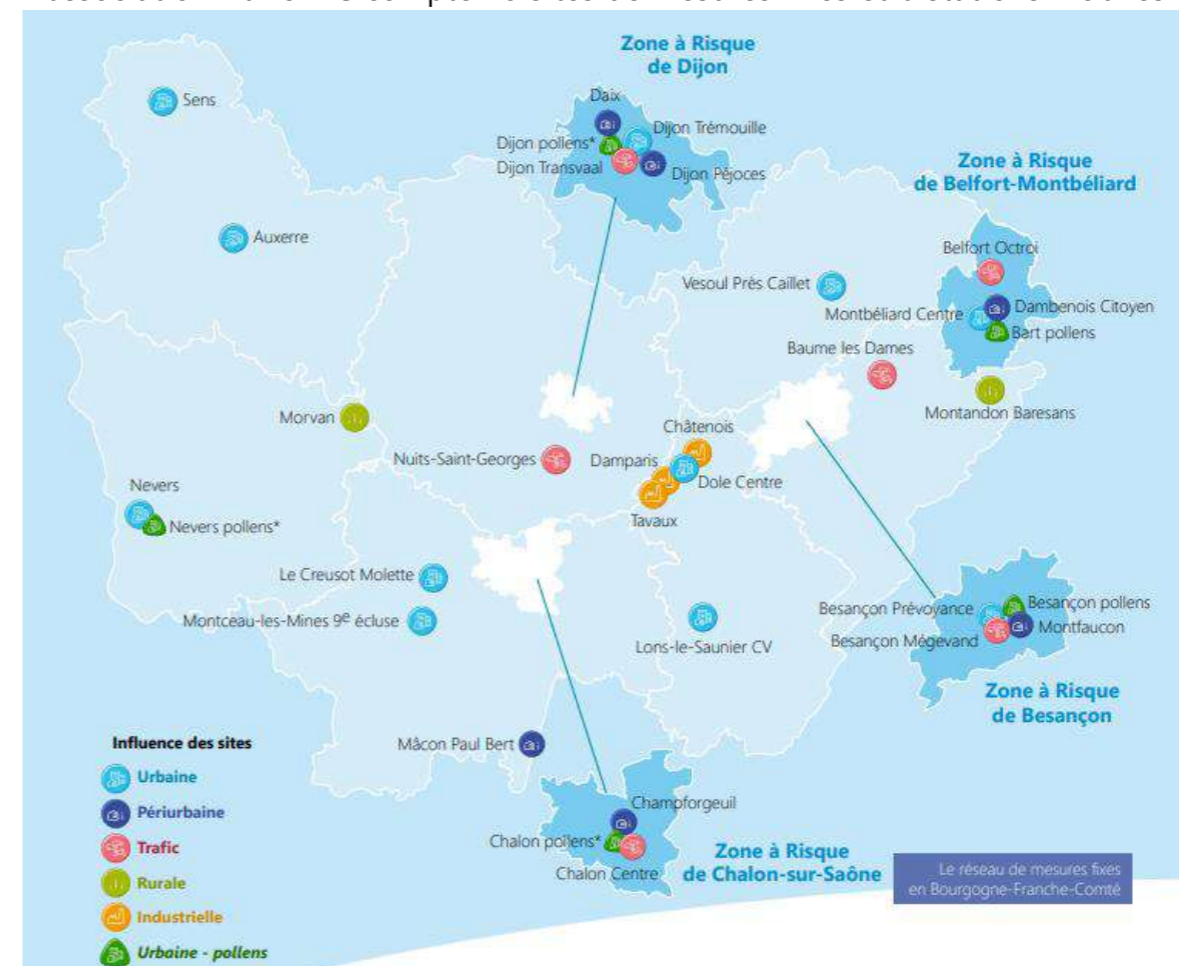 Zone à Risque
de Dijon
Daix
Sens
Dijon Trémouille
Dijon pollens*
Dijon Transvaal
Dijon Péjoces
Zone à Risque
de Belfort-Montbéliard
Auxerre
Belfort Octroi
Vesoul Près Caillet
Montbéliard Centre
Dambenois Citoyen
Bart pollens
Baume les Dames
Morvan
Montandon Baresans
Châtenois
Nuits-Saint-Georges
Damparis
Dole Centre
Tavaux
Nevers
Nevers pollens*
Le Creusot Molette
Montceau-les-Mines 9e écluse
Lons-le-Saunier CV
Besançon Prévoyance
Besançon pollens
Besançon Mégevand
Montfaucon
Zone à Risque
de Besançon
Mâcon Paul Bert
Influence des sites
Urbaine
Périurbaine
Trafic
Rurale
Industrielle
Urbaine - pollens
Champforgeuil
Chalon pollens*
Chalon Centre
Zone à Risque
de Chalon-sur-Saône
Le réseau de mesures fixes
en Bourgogne-Franche-Comté